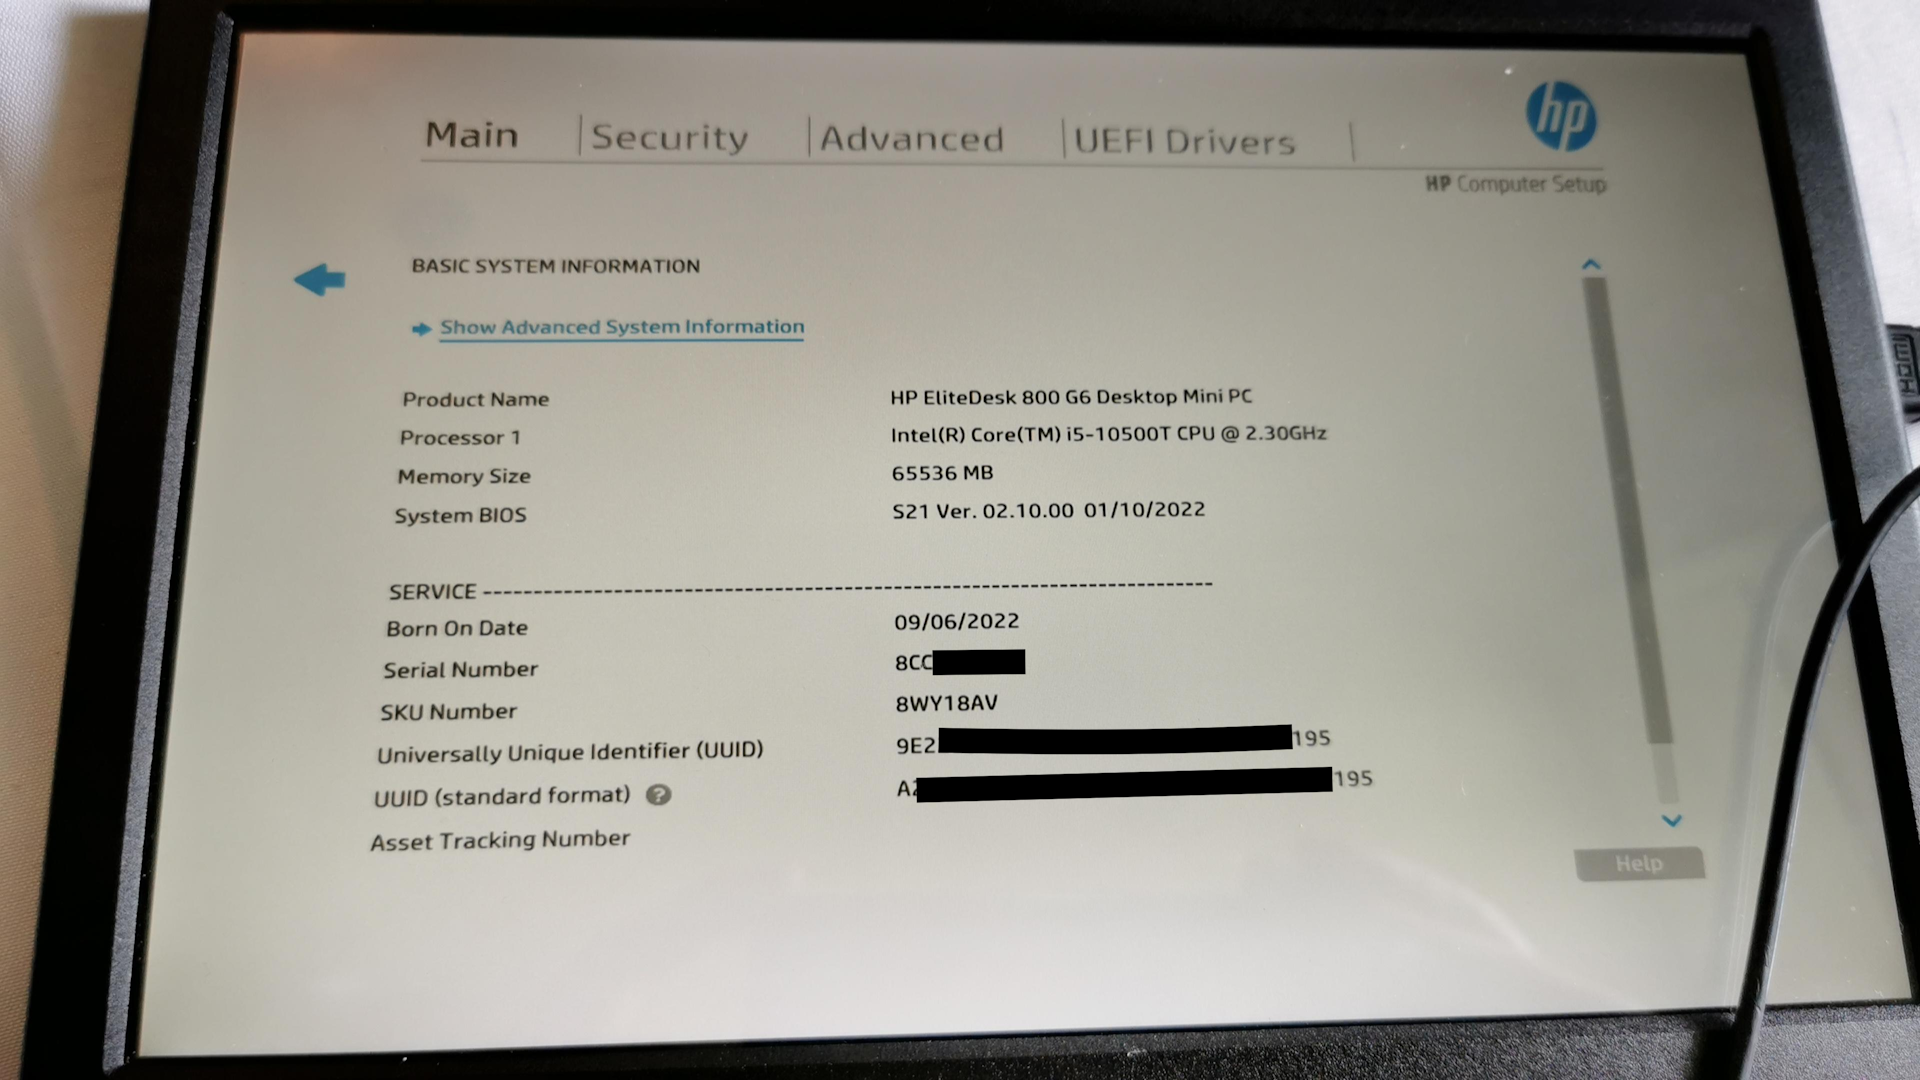 Main | Security | Advanced | UEFI Drivers |
hp
HP Computer Setup
BASIC SYSTEM INFORMATION
Show Advanced System Information
Product Name HP EliteDesk 800 G6 Desktop Mini PC
Processor 1 Intel(R) Core(TM) i5-10500T CPU @ 2.30GHz
Memory Size 65536 MB
System BIOS S21 Ver. 02.10.00 01/10/2022
SERVICE ------------------------------------------------------------------------
Born On Date 09/06/2022
Serial Number 8CC
SKU Number 8WY18AV
Universally Unique Identifier (UUID) 9E2 195
UUID (standard format) ? A2 195
Asset Tracking Number
Help
HDMI